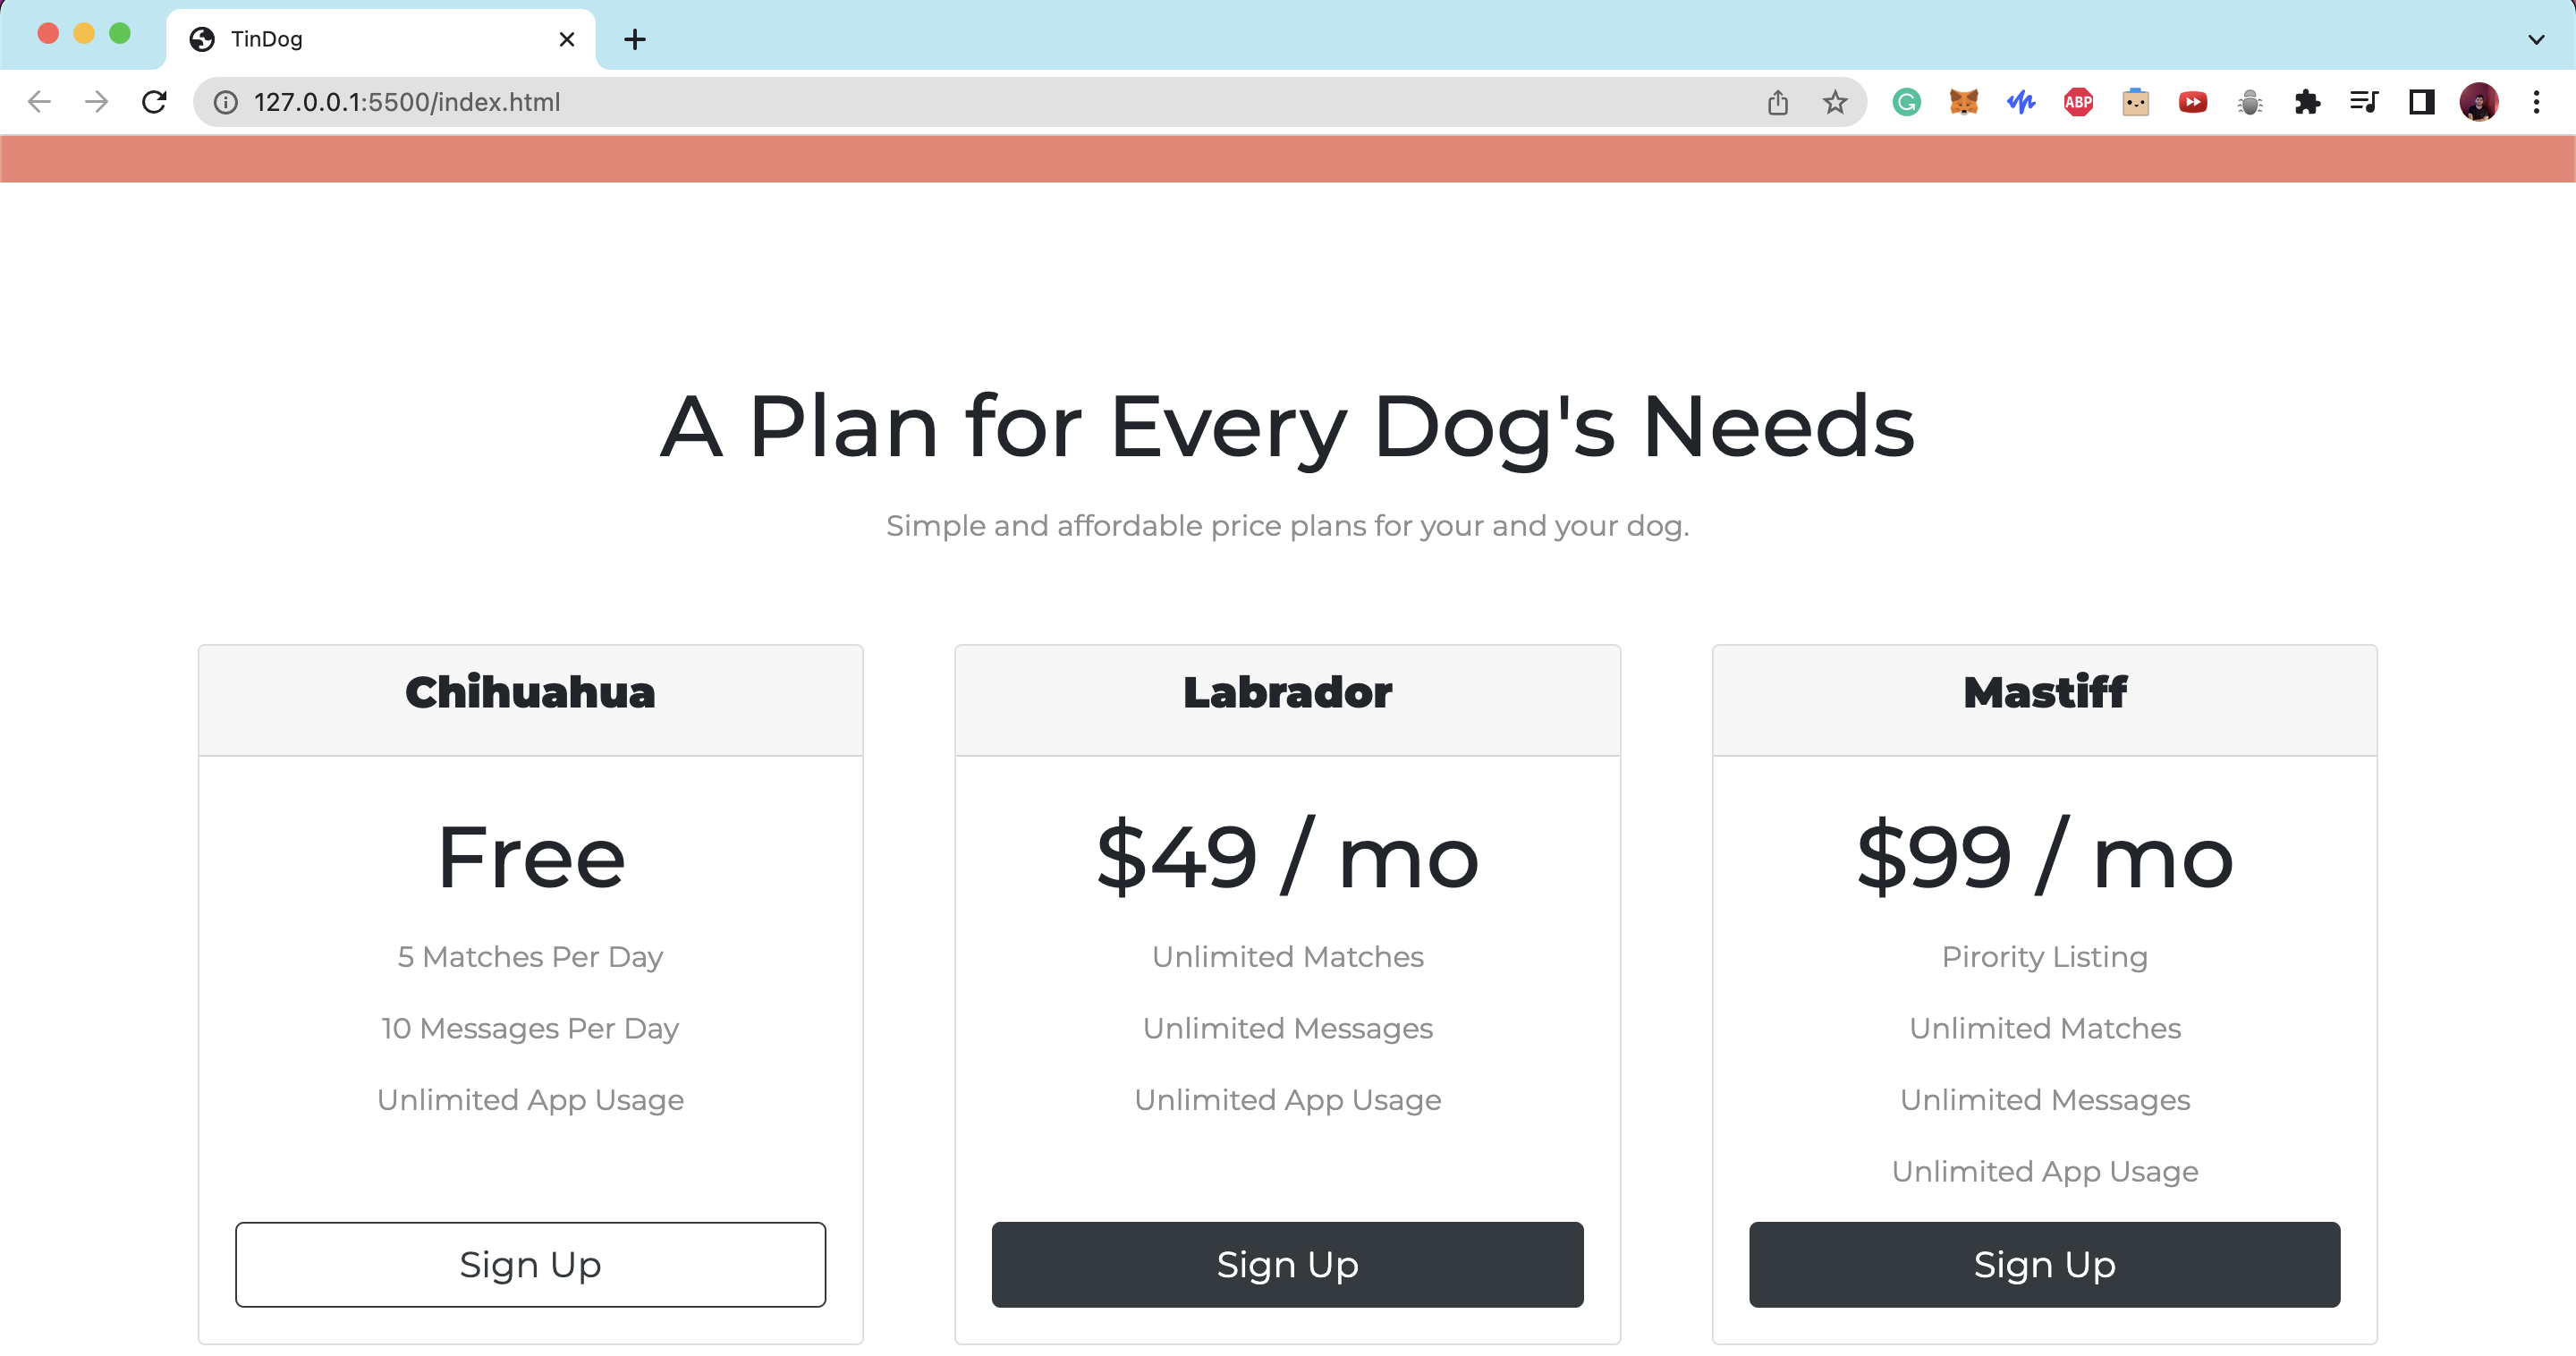 TinDog
127.0.0.1:5500/index.html
ABP
A Plan for Every Dog's Needs
Simple and affordable price plans for your and your dog.
Chihuahua
Free
5 Matches Per Day
10 Messages Per Day
Unlimited App Usage
Sign Up
Labrador
$49 / mo
Unlimited Matches
Unlimited Messages
Unlimited App Usage
Sign Up
Mastiff
$99 / mo
Pirority Listing
Unlimited Matches
Unlimited Messages
Unlimited App Usage
Sign Up